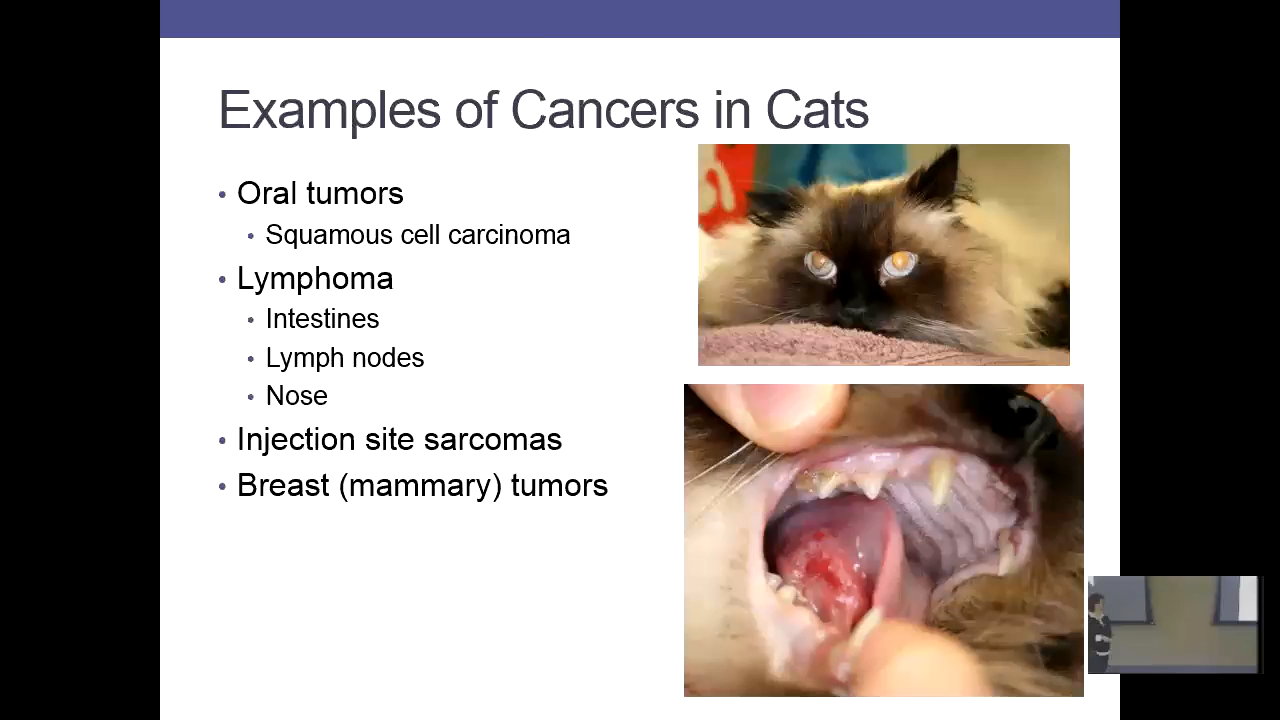 Examples of Cancers in Cats
• Oral tumors
• Squamous cell carcinoma
• Lymphoma
• Intestines
• Lymph nodes
• Nose
• Injection site sarcomas
• Breast (mammary) tumors